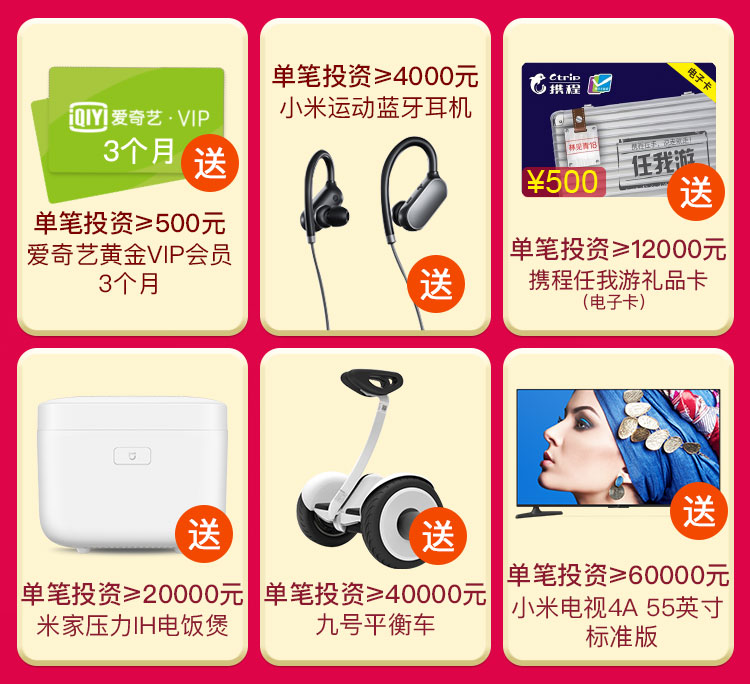 iQIYI 爱奇艺·VIP
3个月
送
单笔投资≥500元
爱奇艺黄金VIP会员
3个月
单笔投资≥4000元
小米运动蓝牙耳机
送
Ctrip
携程
电子卡
任我游
¥500
送
单笔投资≥12000元
携程任我游礼品卡
（电子卡）
送
单笔投资≥20000元
米家压力IH电饭煲
送
单笔投资≥40000元
九号平衡车
送
单笔投资≥60000元
小米电视4A 55英寸
标准版